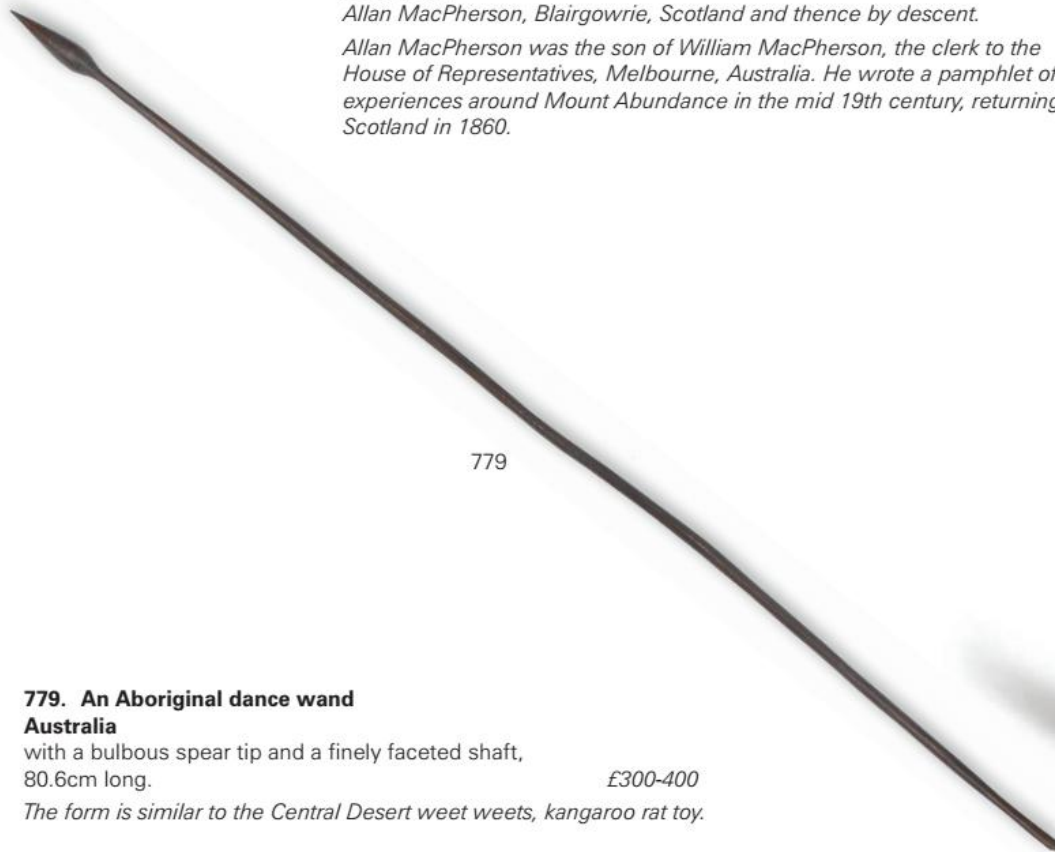 Allan MacPherson, Blairgowrie, Scotland and thence by descent.
Allan MacPherson was the son of William MacPherson, the clerk to the
House of Representatives, Melbourne, Australia. He wrote a pamphlet of
experiences around Mount Abundance in the mid 19th century, returning
Scotland in 1860.
779
779. An Aboriginal dance wand
Australia
with a bulbous spear tip and a finely faceted shaft,
80.6cm long. £300-400
The form is similar to the Central Desert weet weets, kangaroo rat toy.